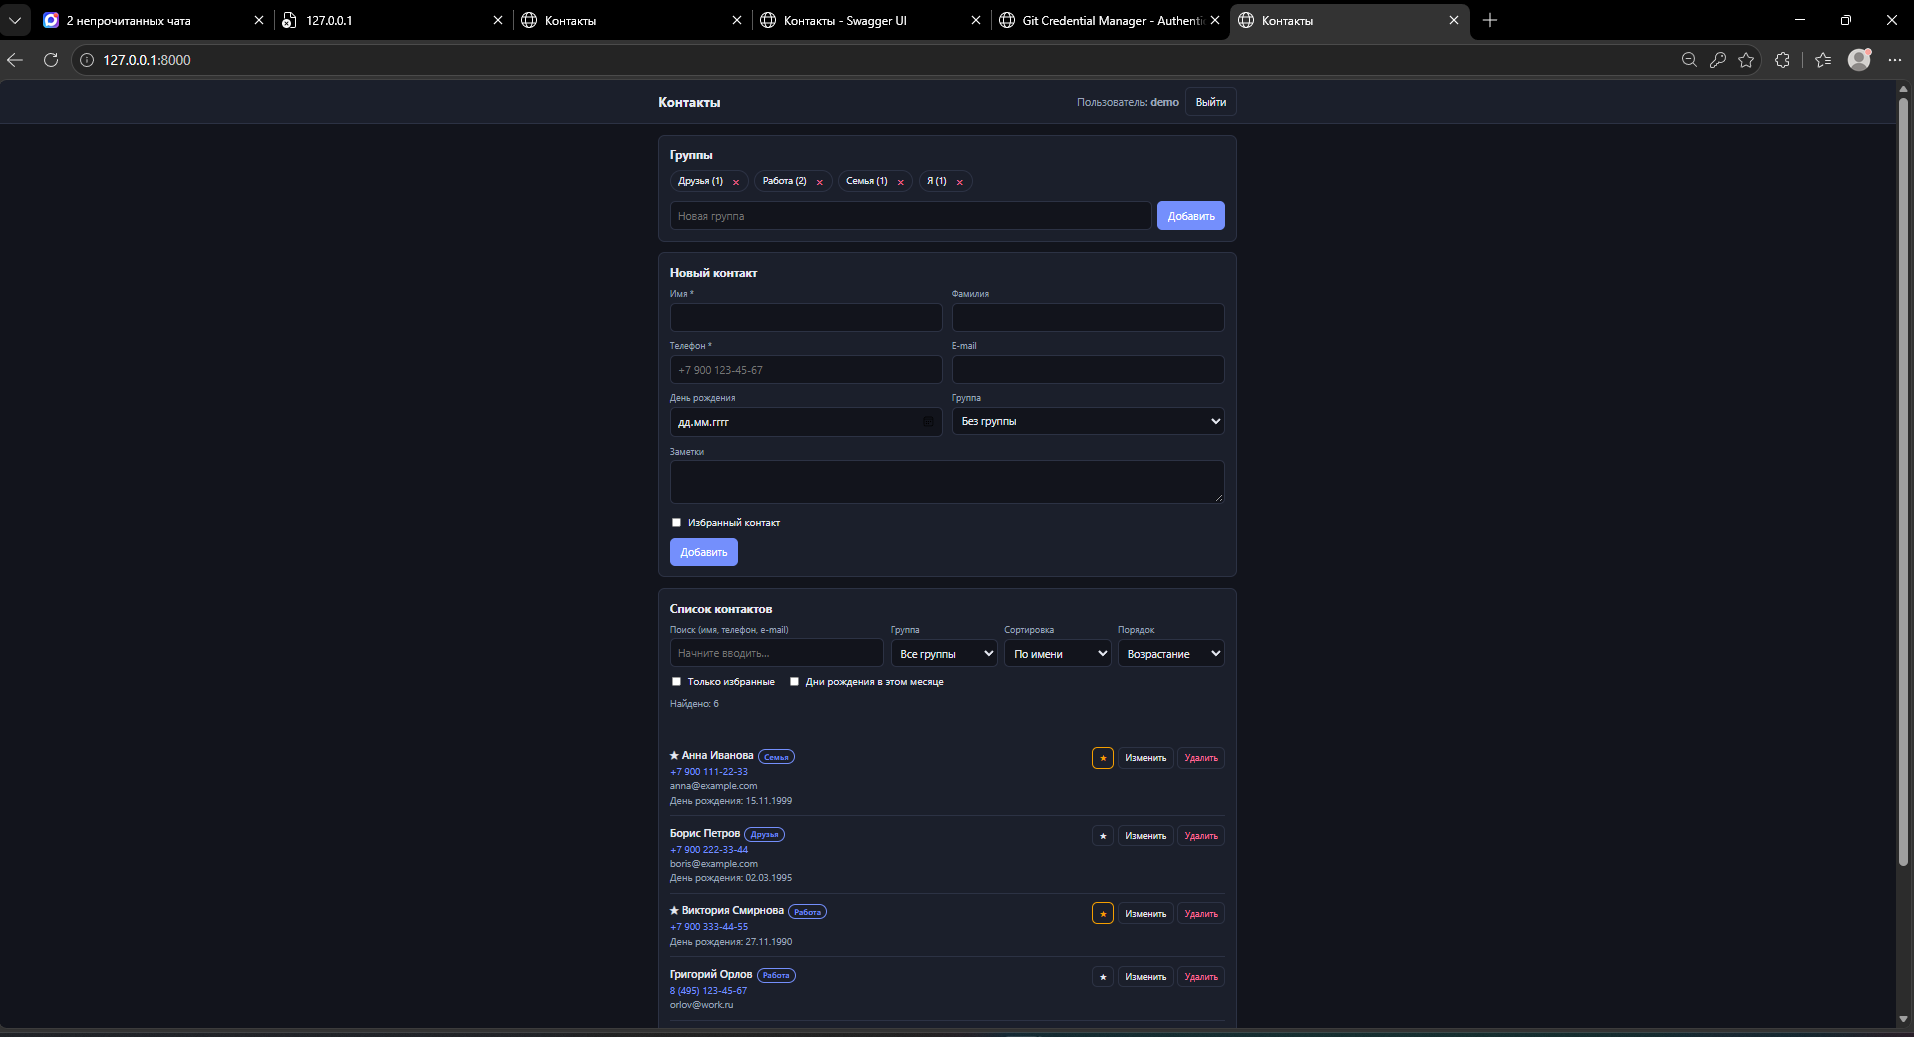 2 непрочитанных чата
127.0.0.1
Контакты
Контакты - Swagger UI
Git Credential Manager - Authenti
Контакты
127.0.0.1:8000
Контакты
Пользователь: demo
Выйти
Группы
Друзья (1) ×
Работа (2) ×
Семья (1) ×
Я (1) ×
Новая группа
Добавить
Новый контакт
Имя *
Фамилия
Телефон *
E-mail
+7 900 123-45-67
День рождения
Группа
дд.мм.гггг
Без группы
Заметки
Избранный контакт
Добавить
Список контактов
Поиск (имя, телефон, e-mail)
Группа
Сортировка
Порядок
Начните вводить...
Все группы
По имени
Возрастание
Только избранные
Дни рождения в этом месяце
Найдено: 6
★ Анна Иванова Семья
★ Изменить Удалить
+7 900 111-22-33
anna@example.com
День рождения: 15.11.1999
Борис Петров Друзья
★ Изменить Удалить
+7 900 222-33-44
boris@example.com
День рождения: 02.03.1995
★ Виктория Смирнова Работа
★ Изменить Удалить
+7 900 333-44-55
День рождения: 27.11.1990
Григорий Орлов Работа
★ Изменить Удалить
8 (495) 123-45-67
orlov@work.ru